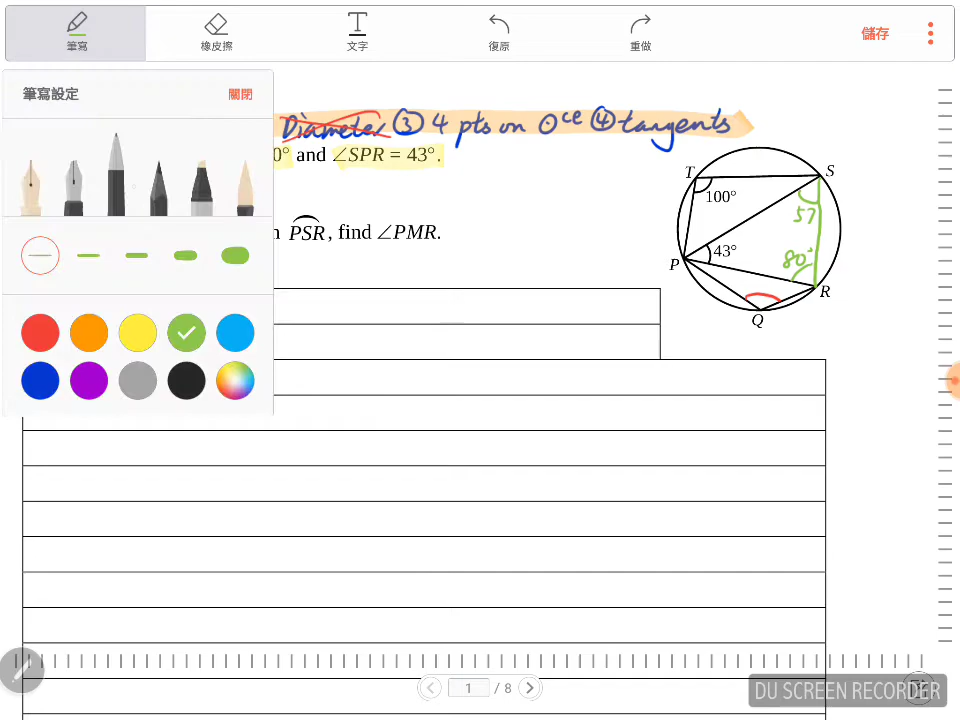 筆寫
橡皮擦
文字
復原
重做
儲存
筆寫設定
關閉
Diameter ③ 4 pts on ⊙ce ④ tangents
0° and ∠SPR = 43°.
T
S
100°
57
n PSR, find ∠PMR.
43°
80°
P
R
Q
1 / 8
DU SCREEN RECORDER